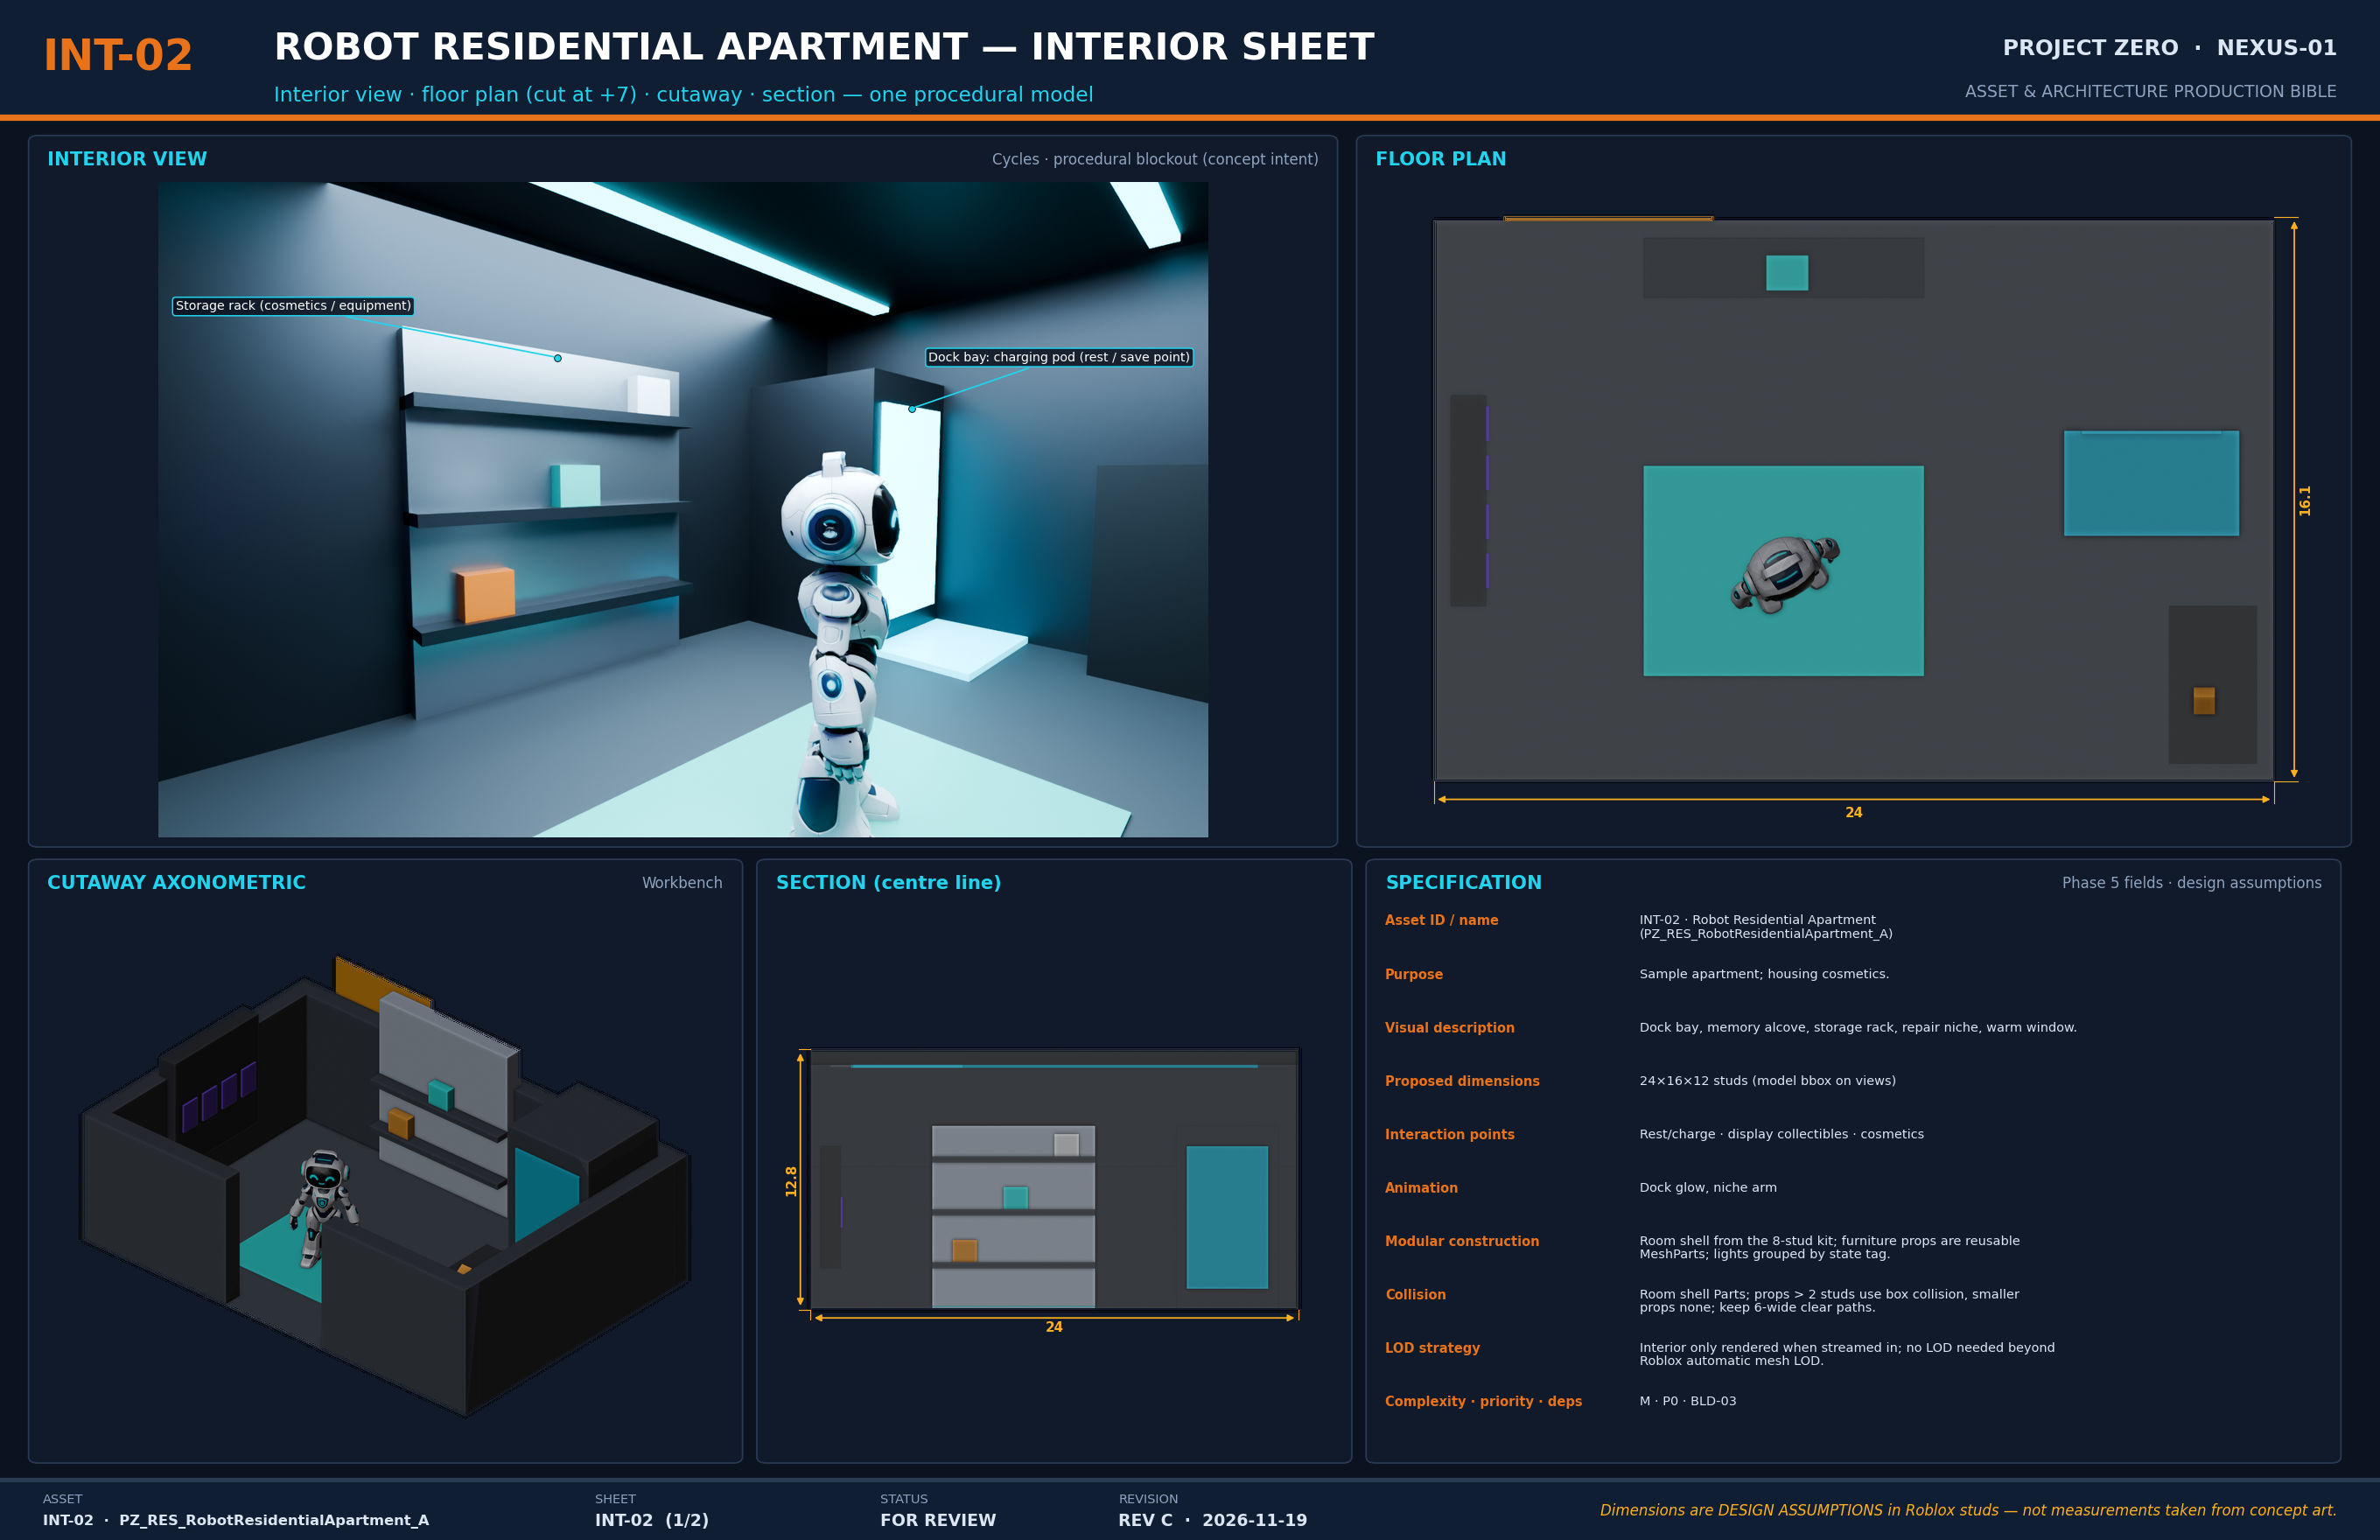 INT-02
ROBOT RESIDENTIAL APARTMENT — INTERIOR SHEET
Interior view · floor plan (cut at +7) · cutaway · section — one procedural model
PROJECT ZERO · NEXUS-01
ASSET & ARCHITECTURE PRODUCTION BIBLE
INTERIOR VIEW
Cycles · procedural blockout (concept intent)
Storage rack (cosmetics / equipment)
Dock bay: charging pod (rest / save point)
FLOOR PLAN
16.1
24
CUTAWAY AXONOMETRIC
Workbench
SECTION (centre line)
12.8
24
SPECIFICATION
Phase 5 fields · design assumptions
Asset ID / name
INT-02 · Robot Residential Apartment
(PZ_RES_RobotResidentialApartment_A)
Purpose
Sample apartment; housing cosmetics.
Visual description
Dock bay, memory alcove, storage rack, repair niche, warm window.
Proposed dimensions
24×16×12 studs (model bbox on views)
Interaction points
Rest/charge · display collectibles · cosmetics
Animation
Dock glow, niche arm
Modular construction
Room shell from the 8-stud kit; furniture props are reusable
MeshParts; lights grouped by state tag.
Collision
Room shell Parts; props > 2 studs use box collision, smaller
props none; keep 6-wide clear paths.
LOD strategy
Interior only rendered when streamed in; no LOD needed beyond
Roblox automatic mesh LOD.
Complexity · priority · deps
M · P0 · BLD-03
ASSET
INT-02 · PZ_RES_RobotResidentialApartment_A
SHEET
INT-02 (1/2)
STATUS
FOR REVIEW
REVISION
REV C · 2026-11-19
Dimensions are DESIGN ASSUMPTIONS in Roblox studs — not measurements taken from concept art.